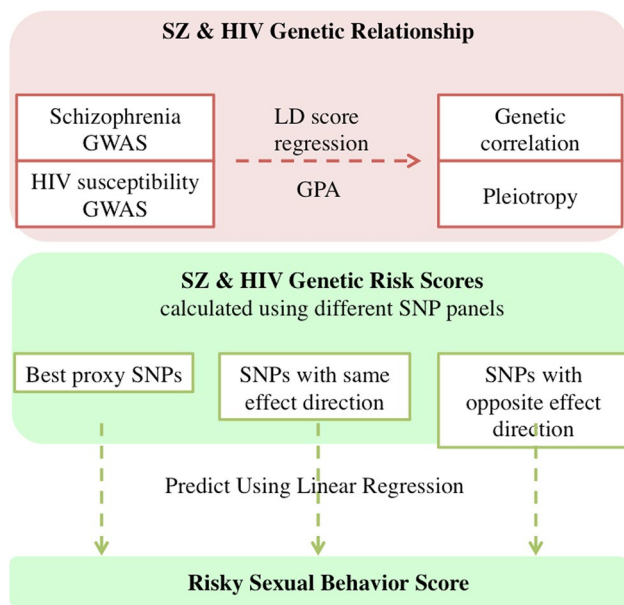 SZ & HIV Genetic Relationship
Schizophrenia
GWAS
HIV susceptibility
GWAS
LD score
regression
GPA
Genetic
correlation
Pleiotropy
SZ & HIV Genetic Risk Scores
calculated using different SNP panels
Best proxy SNPs
SNPs with same
effect direction
SNPs with
opposite effect
direction
Predict Using Linear Regression
Risky Sexual Behavior Score